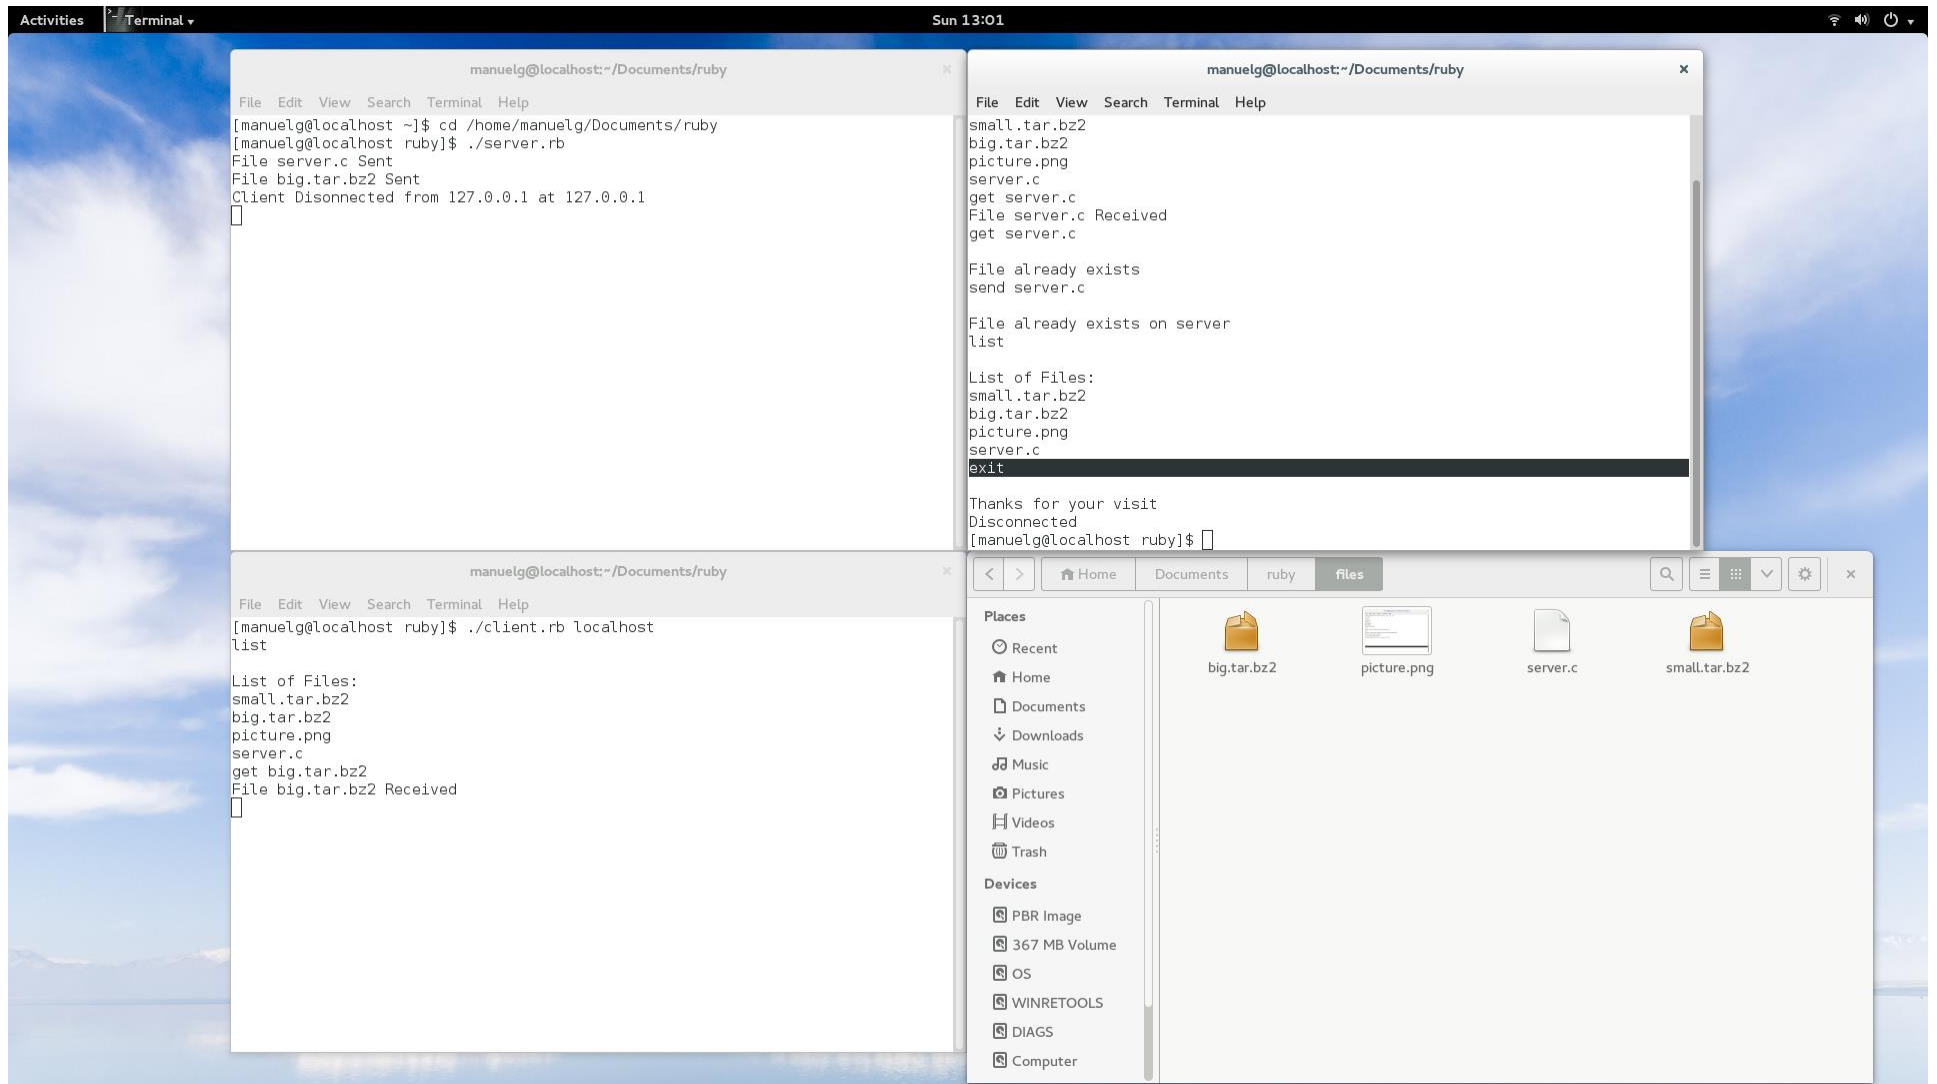 Activities
Terminal
Sun 13:01
manuelg@localhost:~/Documents/ruby
File Edit View Search Terminal Help
[manuelg@localhost ~]$ cd /home/manuelg/Documents/ruby
[manuelg@localhost ruby]$ ./server.rb
File server.c Sent
File big.tar.bz2 Sent
Client Disonnected from 127.0.0.1 at 127.0.0.1
manuelg@localhost:~/Documents/ruby
File Edit View Search Terminal Help
small.tar.bz2
big.tar.bz2
picture.png
server.c
get server.c
File server.c Received
get server.c
File already exists
send server.c
File already exists on server
list
List of Files:
small.tar.bz2
big.tar.bz2
picture.png
server.c
exit
Thanks for your visit
Disconnected
[manuelg@localhost ruby]$
manuelg@localhost:~/Documents/ruby
File Edit View Search Terminal Help
[manuelg@localhost ruby]$ ./client.rb localhost
list
List of Files:
small.tar.bz2
big.tar.bz2
picture.png
server.c
get big.tar.bz2
File big.tar.bz2 Received
Home Documents ruby files
Places
Recent
Home
Documents
Downloads
Music
Pictures
Videos
Trash
Devices
PBR Image
367 MB Volume
OS
WINRETOOLS
DIAGS
Computer
big.tar.bz2
picture.png
server.c
small.tar.bz2